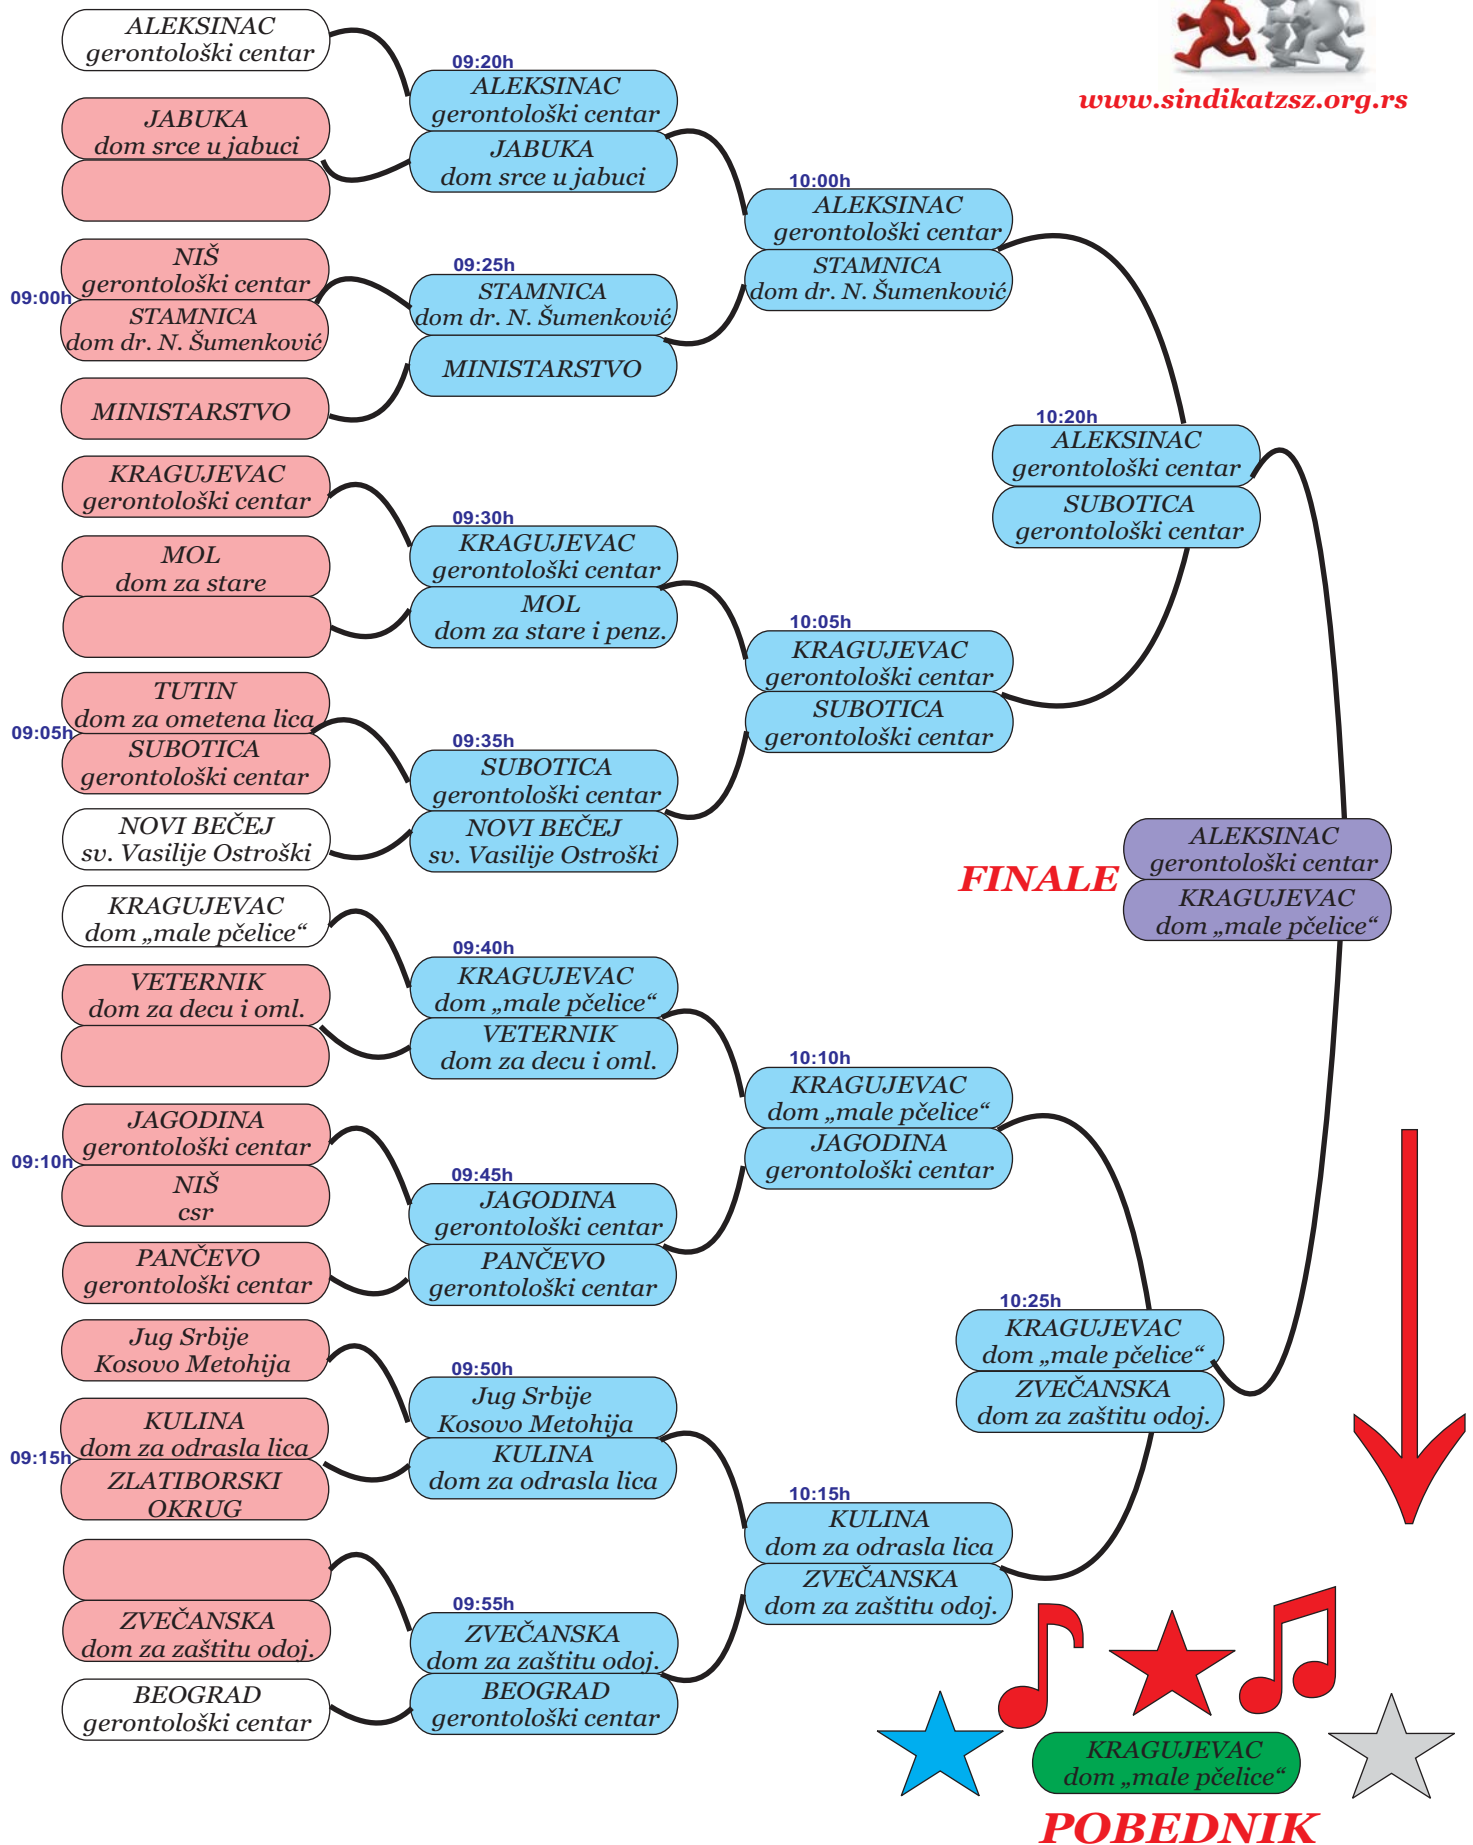 www.sindikatzsz.org.rs
ALEKSINAC
gerontološki centar
JABUKA
dom srce u jabuci
NIŠ
gerontološki centar
09:00h
STAMNICA
dom dr. N. Šumenković
MINISTARSTVO
KRAGUJEVAC
gerontološki centar
MOL
dom za stare
TUTIN
dom za ometena lica
09:05h
SUBOTICA
gerontološki centar
NOVI BEČEJ
sv. Vasilije Ostroški
KRAGUJEVAC
dom „male pčelice“
VETERNIK
dom za decu i oml.
JAGODINA
gerontološki centar
09:10h
NIŠ
csr
PANČEVO
gerontološki centar
Jug Srbije
Kosovo Metohija
KULINA
dom za odrasla lica
09:15h
ZLATIBORSKI
OKRUG
ZVEČANSKA
dom za zaštitu odoj.
BEOGRAD
gerontološki centar
09:20h
ALEKSINAC
gerontološki centar
JABUKA
dom srce u jabuci
09:25h
STAMNICA
dom dr. N. Šumenković
MINISTARSTVO
09:30h
KRAGUJEVAC
gerontološki centar
MOL
dom za stare i penz.
09:35h
SUBOTICA
gerontološki centar
NOVI BEČEJ
sv. Vasilije Ostroški
09:40h
KRAGUJEVAC
dom „male pčelice“
VETERNIK
dom za decu i oml.
09:45h
JAGODINA
gerontološki centar
PANČEVO
gerontološki centar
09:50h
Jug Srbije
Kosovo Metohija
KULINA
dom za odrasla lica
09:55h
ZVEČANSKA
dom za zaštitu odoj.
BEOGRAD
gerontološki centar
10:00h
ALEKSINAC
gerontološki centar
STAMNICA
dom dr. N. Šumenković
10:05h
KRAGUJEVAC
gerontološki centar
SUBOTICA
gerontološki centar
10:10h
KRAGUJEVAC
dom „male pčelice“
JAGODINA
gerontološki centar
10:15h
KULINA
dom za odrasla lica
ZVEČANSKA
dom za zaštitu odoj.
10:20h
ALEKSINAC
gerontološki centar
SUBOTICA
gerontološki centar
10:25h
KRAGUJEVAC
dom „male pčelice“
ZVEČANSKA
dom za zaštitu odoj.
FINALE
ALEKSINAC
gerontološki centar
KRAGUJEVAC
dom „male pčelice“
KRAGUJEVAC
dom „male pčelice“
POBEDNIK